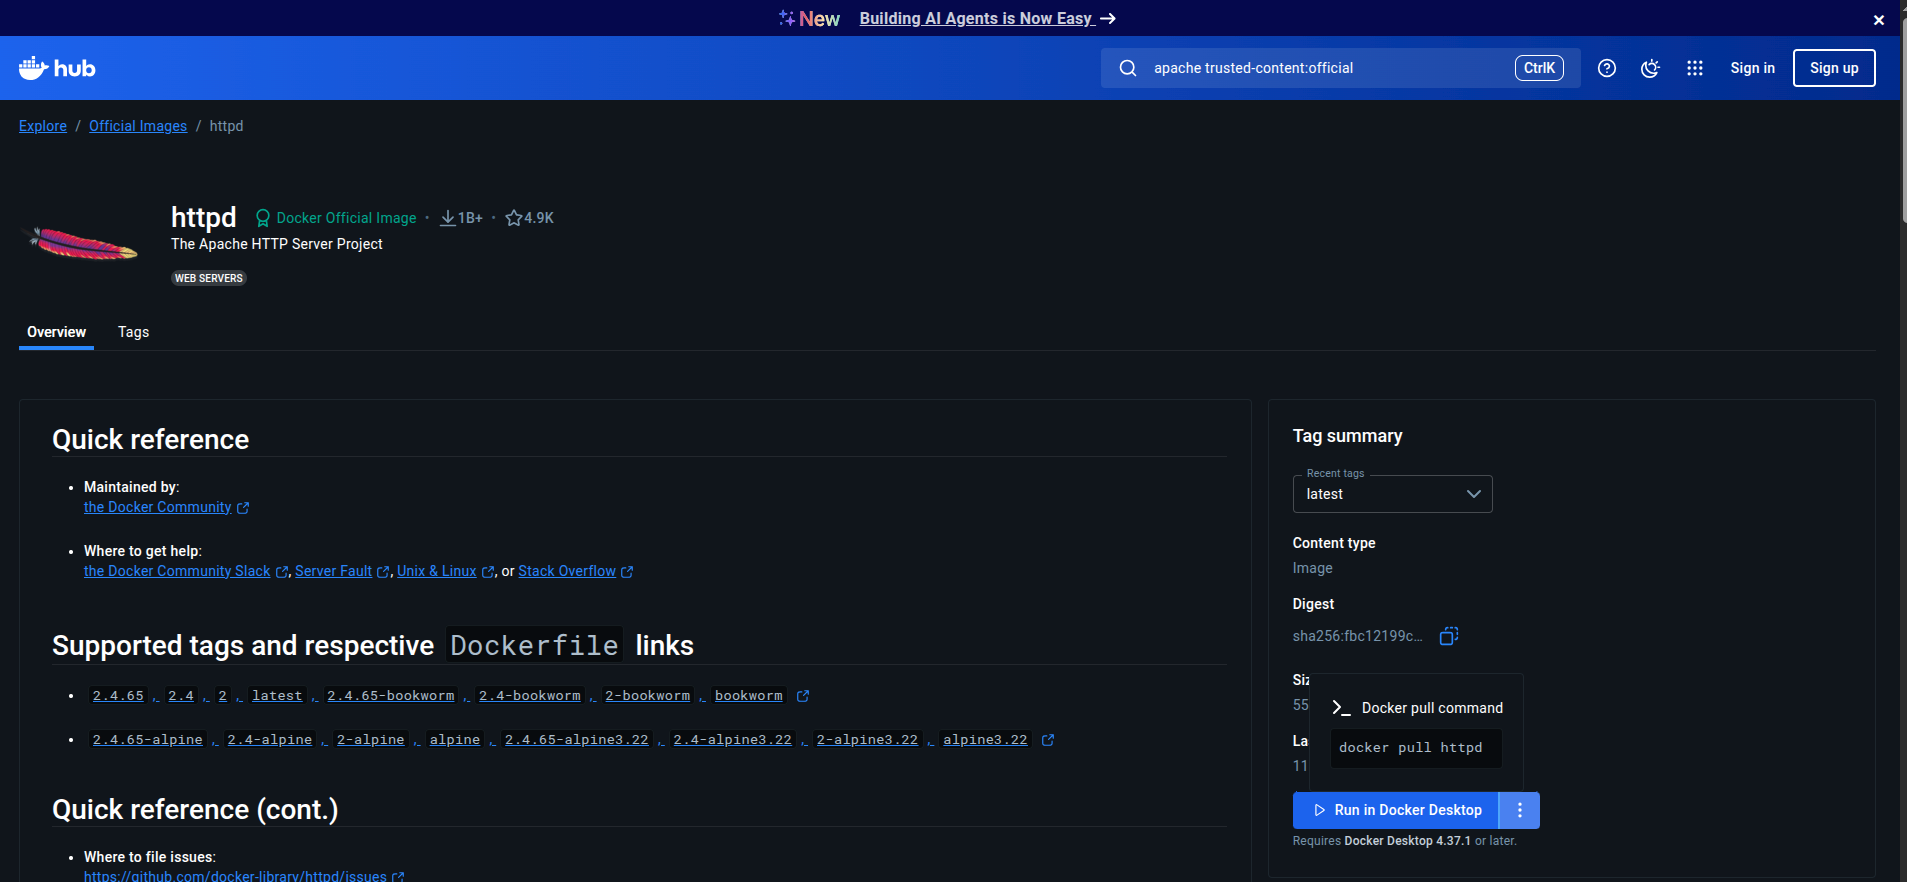 New Building AI Agents is Now Easy
hub apache trusted-content:official CtrlK Sign in Sign up
Explore / Official Images / httpd
httpd Docker Official Image · 1B+ · 4.9K
The Apache HTTP Server Project
WEB SERVERS
Overview Tags
Quick reference
Maintained by:
the Docker Community
Where to get help:
the Docker Community Slack, Server Fault, Unix & Linux, or Stack Overflow
Supported tags and respective Dockerfile links
2.4.65, 2.4, 2, latest, 2.4.65-bookworm, 2.4-bookworm, 2-bookworm, bookworm
2.4.65-alpine, 2.4-alpine, 2-alpine, alpine, 2.4.65-alpine3.22, 2.4-alpine3.22, 2-alpine3.22, alpine3.22
Quick reference (cont.)
Where to file issues:
https://github.com/docker-library/httpd/issues
Tag summary
Recent tags
latest
Content type
Image
Digest
sha256:fbc12199c...
Docker pull command
docker pull httpd
Run in Docker Desktop
Requires Docker Desktop 4.37.1 or later.